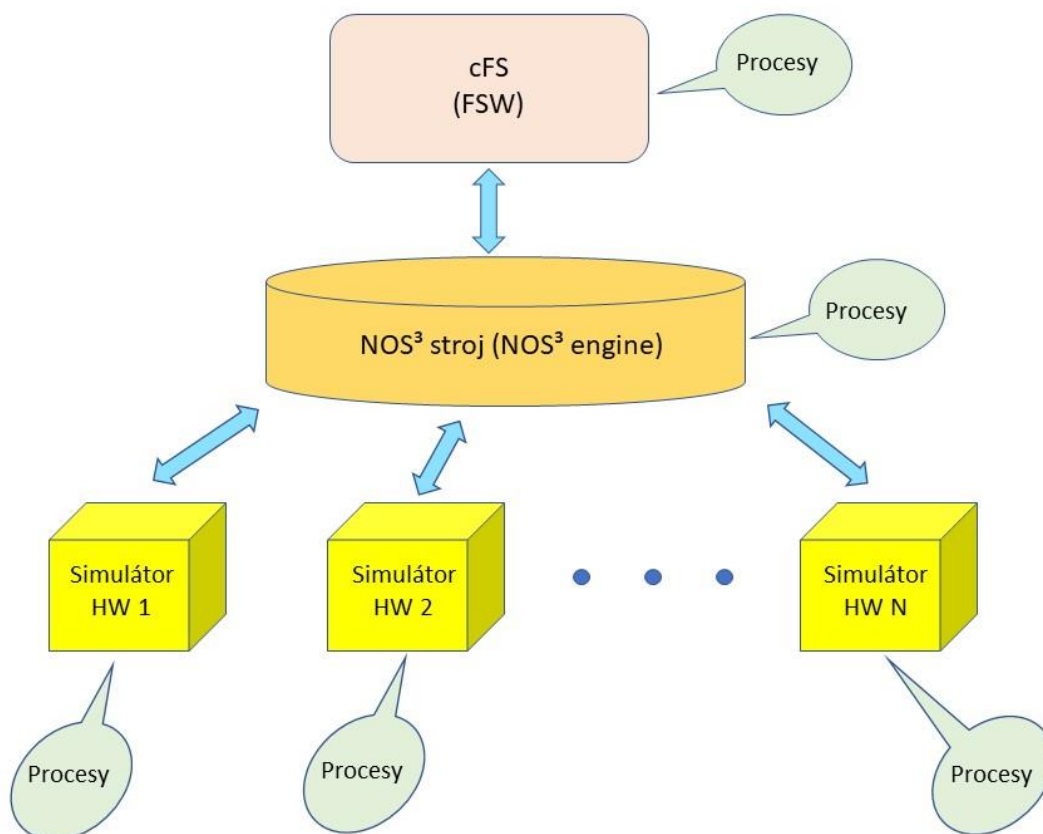 cFS
(FSW)
Procesy
NOS³ stroj (NOS³ engine)
Procesy
Simulátor
HW 1
Simulátor
HW 2
Simulátor
HW N
Procesy
Procesy
Procesy